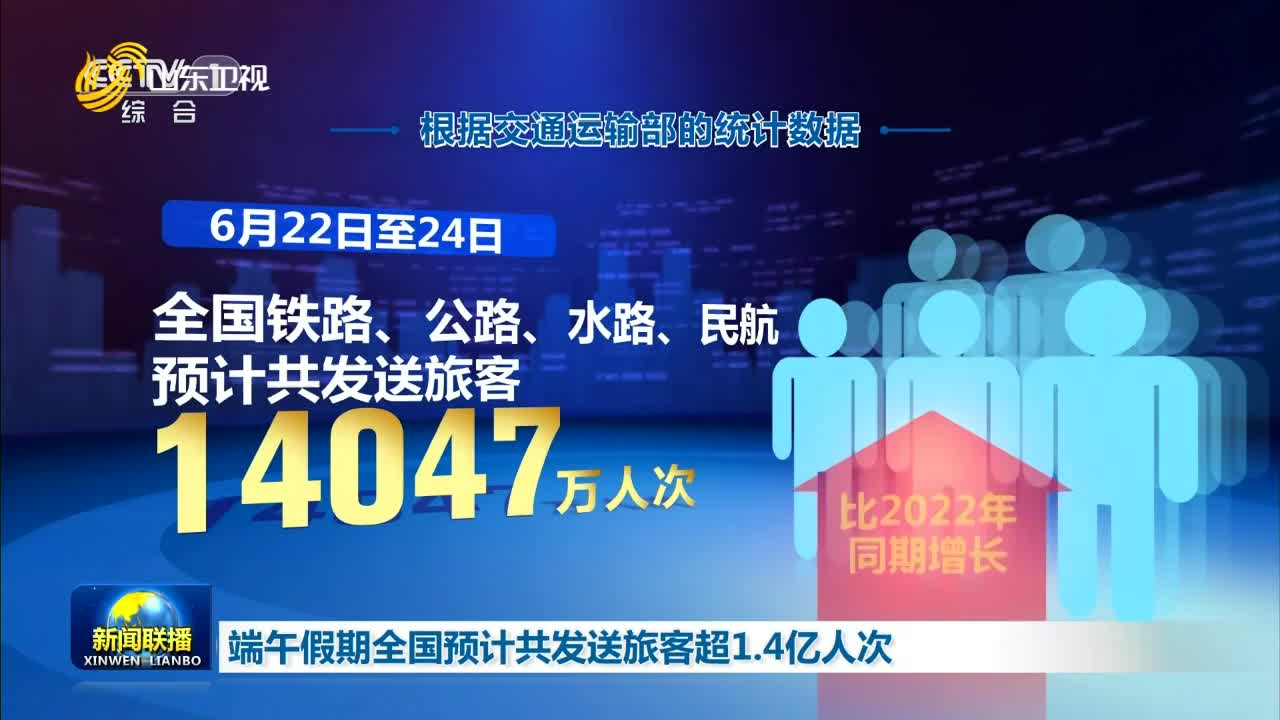 CCTV 1
山东卫视
综合
根据交通运输部的统计数据
6月22日至24日
全国铁路、公路、水路、民航
预计共发送旅客
14047万人次
比2022年
同期增长
新闻联播
XINWEN LIANBO
端午假期全国预计共发送旅客超1.4亿人次